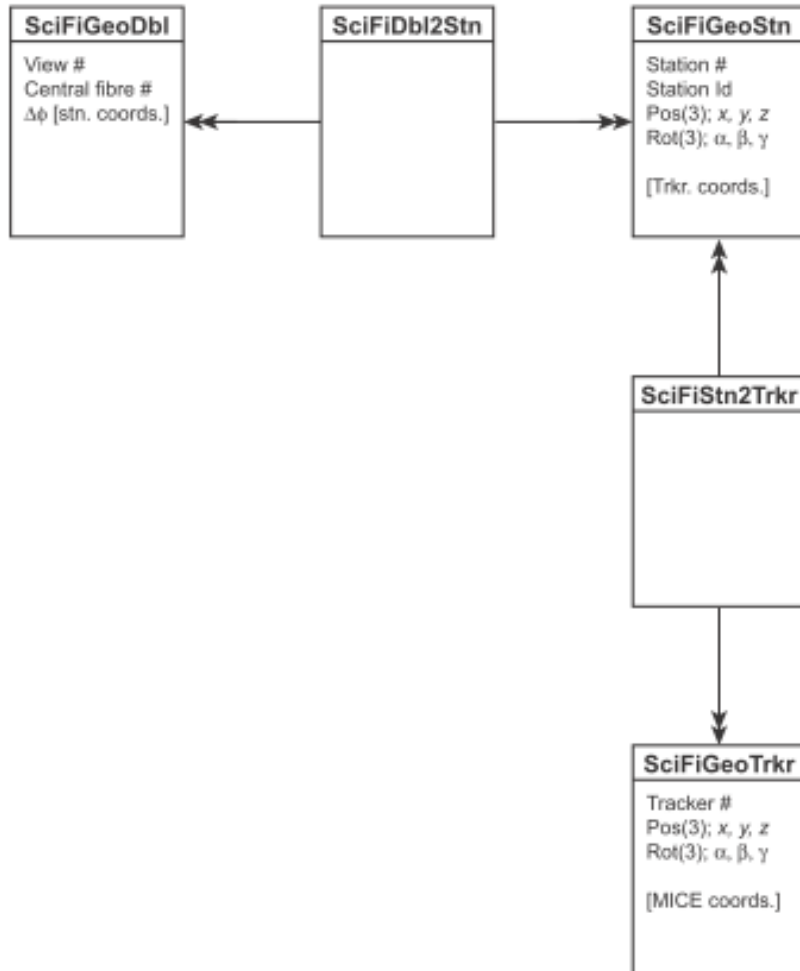 SciFiGeoDbl
View #
Central fibre #
Δϕ [stn. coords.]
SciFiDbl2Stn
SciFiGeoStn
Station #
Station Id
Pos(3); x, y, z
Rot(3); α, β, γ
[Trkr. coords.]
SciFiStn2Trkr
SciFiGeoTrkr
Tracker #
Pos(3); x, y, z
Rot(3); α, β, γ
[MICE coords.]